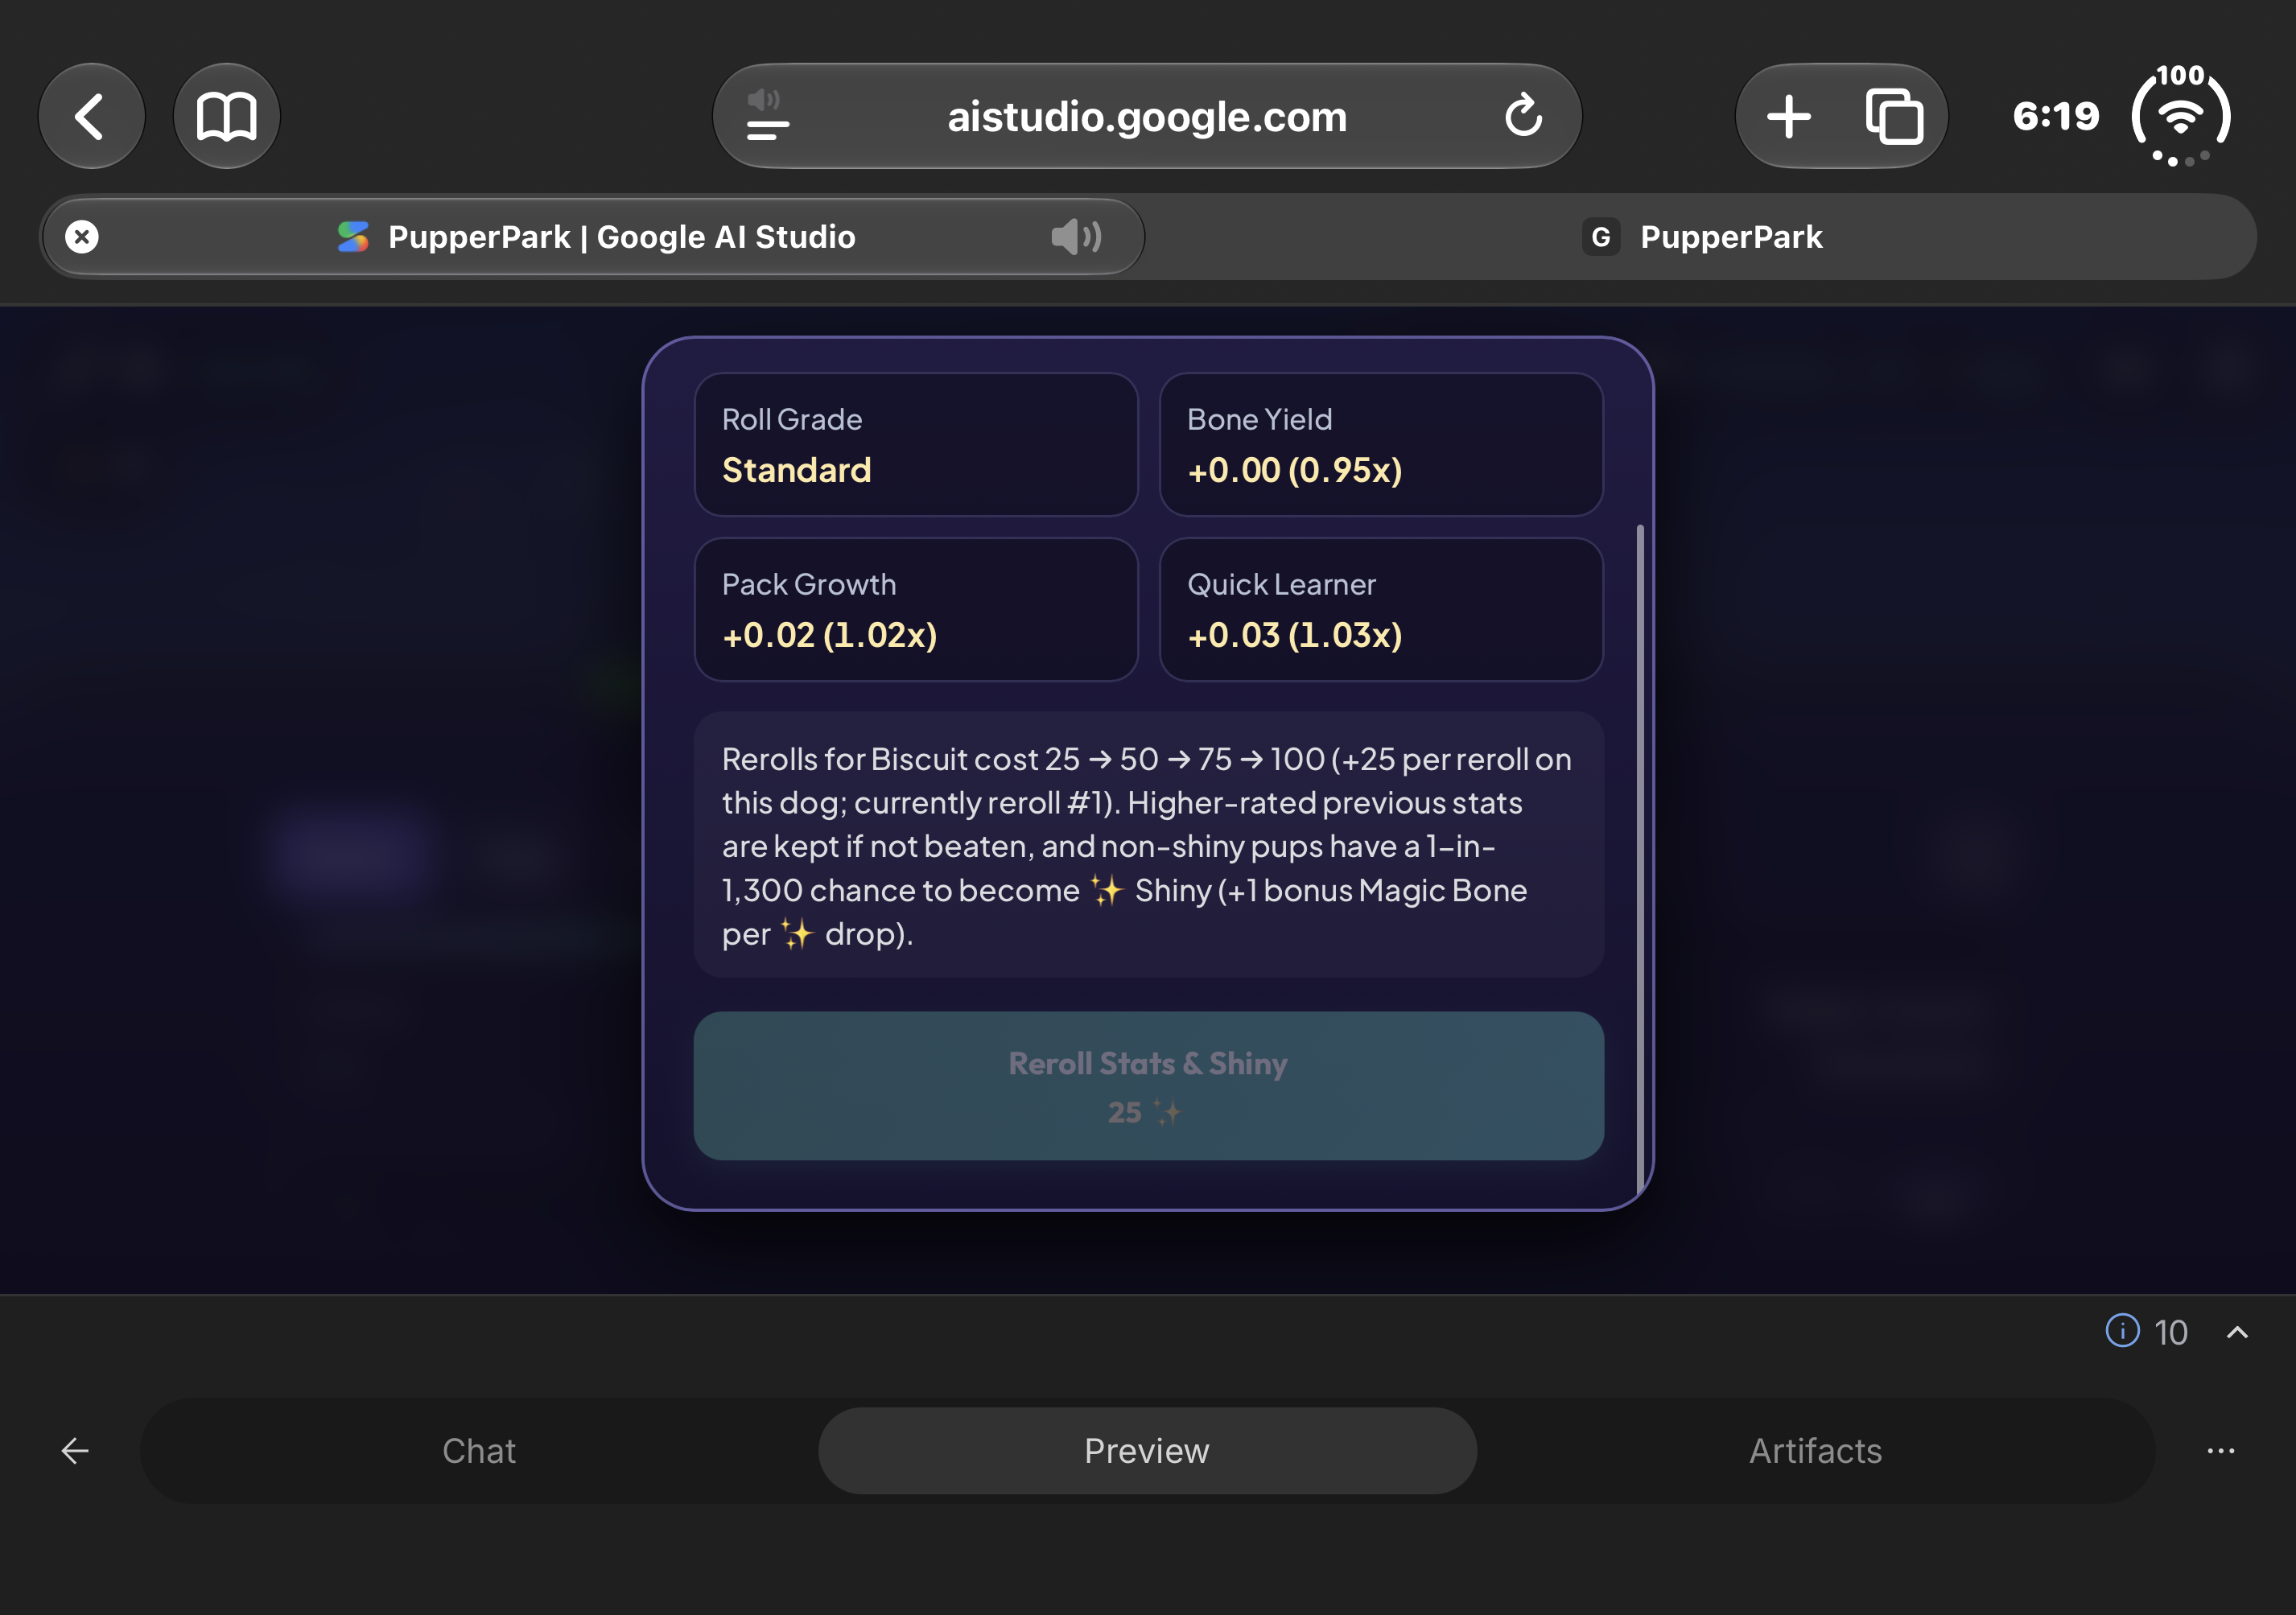 aistudio.google.com
6:19
100
PupperPark | Google AI Studio
G PupperPark
Roll Grade
Standard
Bone Yield
+0.00 (0.95x)
Pack Growth
+0.02 (1.02x)
Quick Learner
+0.03 (1.03x)
Rerolls for Biscuit cost 25 → 50 → 75 → 100 (+25 per reroll on
this dog; currently reroll #1). Higher-rated previous stats
are kept if not beaten, and non-shiny pups have a 1-in-
1,300 chance to become ✨ Shiny (+1 bonus Magic Bone
per ✨ drop).
Reroll Stats & Shiny
25 ✨
10
Chat
Preview
Artifacts